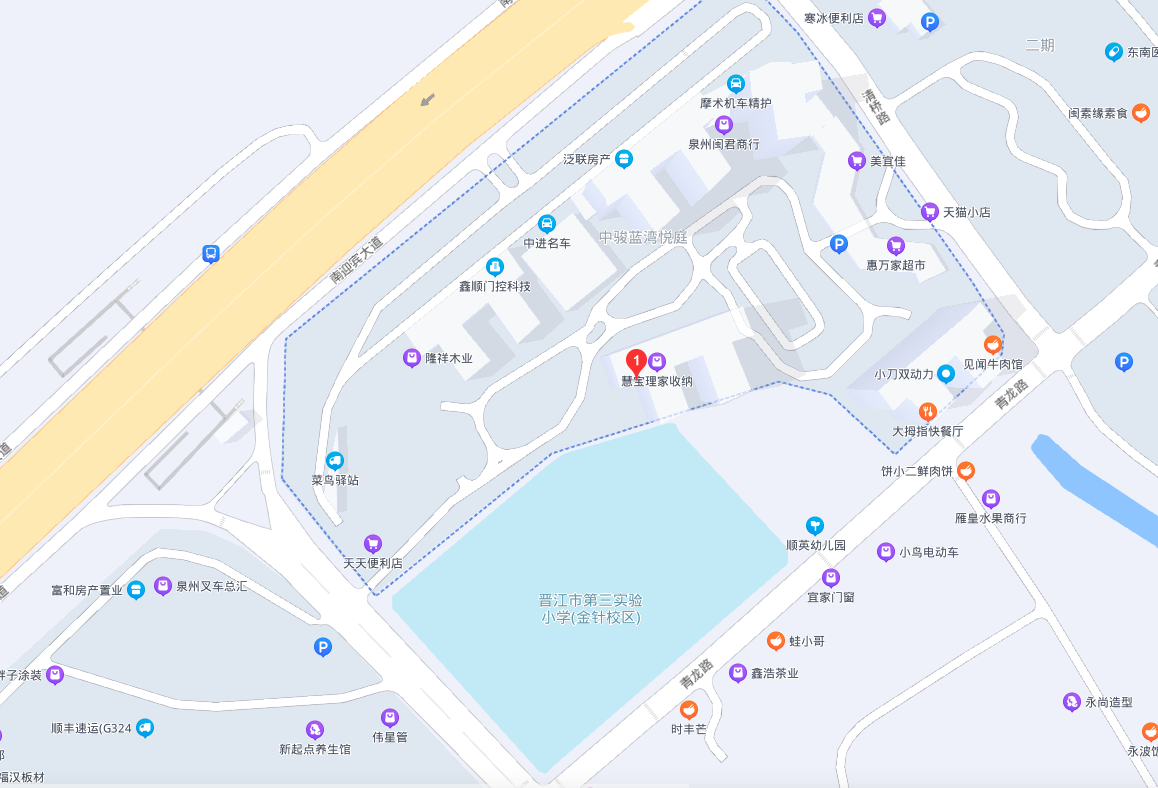 寒冰便利店
P
二期
东南医
摩术机车精护
清桥路
闽素缘素食
泉州闽君商行
泛联房产
美宜佳
天猫小店
中进名车
中骏蓝湾悦庭
P
南迎宾大道
惠万家超市
鑫顺门控科技
隆祥木业
1
慧宝理家收纳
见闻牛肉馆
小刀双动力
P
青龙路
大拇指快餐厅
菜鸟驿站
饼小二鲜肉饼
雁皇水果商行
顺英幼儿园
小鸟电动车
天天便利店
富和房产置业
泉州叉车总汇
宜家门窗
晋江市第三实验
小学(金针校区)
P
蛙小哥
青龙路
鑫浩茶业
胖子涂装
永尚造型
时丰芒
顺丰速运(G324
新起点养生馆
伟星管
永波饭
福汉板材